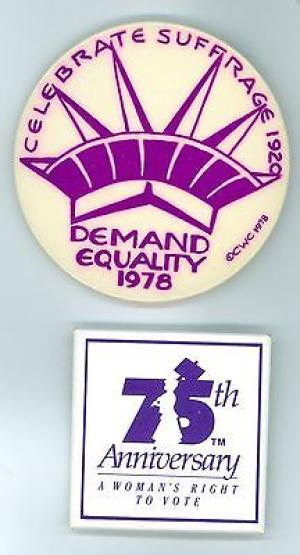 CELEBRATE SUFFRAGE 1920
DEMAND
EQUALITY
1978
©CWC 1978
75th
TM
Anniversary
A WOMAN'S RIGHT
TO VOTE